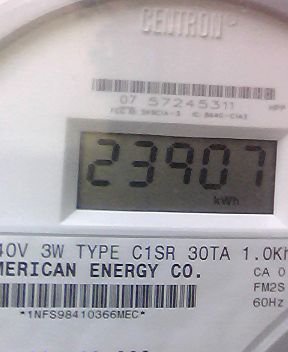 CENTRON®
07 57245311
23907
kWh
40V 3W TYPE C1SR 30TA 1.0Kh
MERICAN ENERGY CO.
CA 0
FM2S
60Hz
*1NFS98410366MEC*